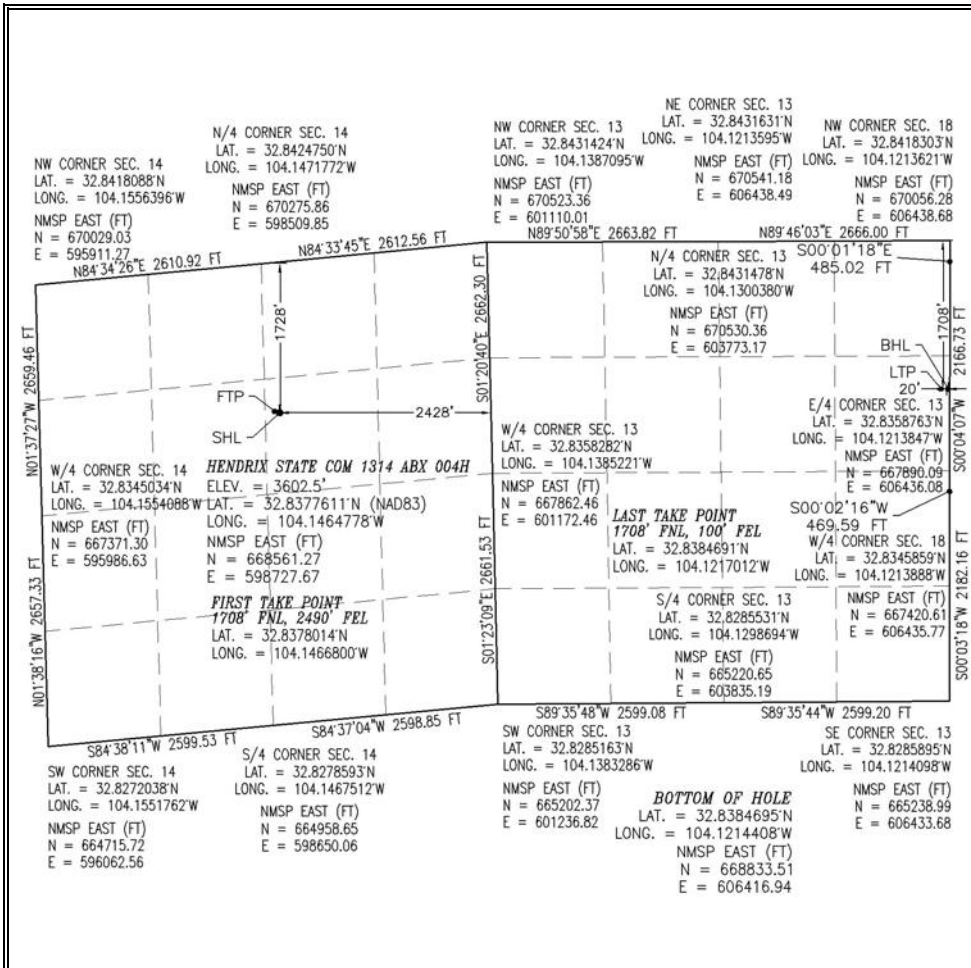 NE CORNER SEC. 13
LAT. = 32.8431631'N
LONG. = 104.1213595'W
NMSP EAST (FT)
N = 670541.18
E = 606438.49
NW CORNER SEC. 13
LAT. = 32.8431424'N
LONG. = 104.1387095'W
NMSP EAST (FT)
N = 670523.36
E = 601110.01
NW CORNER SEC. 18
LAT. = 32.8418303'N
LONG. = 104.1213621'W
NMSP EAST (FT)
N = 670056.28
E = 606438.68
N/4 CORNER SEC. 14
LAT. = 32.8424750'N
LONG. = 104.1471772'W
NMSP EAST (FT)
N = 670275.86
E = 598509.85
NW CORNER SEC. 14
LAT. = 32.8418088'N
LONG. = 104.1556396'W
NMSP EAST (FT)
N = 670029.03
E = 595911.27
N84°34'26"E 2610.92 FT
N84°33'45"E 2612.56 FT
N89°50'58"E 2663.82 FT
N89°46'03"E 2666.00 FT
S00°01'18"E
485.02 FT
N/4 CORNER SEC. 13
LAT. = 32.8431478'N
LONG. = 104.1300380'W
NMSP EAST (FT)
N = 670530.36
E = 603773.17
1728'
S01°20'40"E 2662.30 FT
1708'
S00°04'07"W 2166.73 FT
N01°37'27"W 2659.46 FT
BHL
LTP
20'
FTP
2428'
SHL
E/4 CORNER SEC. 13
LAT. = 32.8358763'N
LONG. = 104.1213847'W
NMSP EAST (FT)
N = 667890.09
E = 606436.08
W/4 CORNER SEC. 13
LAT. = 32.8358282'N
LONG. = 104.1385221'W
NMSP EAST (FT)
N = 667862.46
E = 601172.46
W/4 CORNER SEC. 14
LAT. = 32.8345034'N
LONG. = 104.1554088'W
NMSP EAST (FT)
N = 667371.30
E = 595986.63
HENDRIX STATE COM 1314 ABX 004H
ELEV. = 3602.5'
LAT. = 32.8377611'N (NAD83)
LONG. = 104.1464778'W
NMSP EAST (FT)
N = 668561.27
E = 598727.67
FIRST TAKE POINT
1708' FNL, 2490' FEL
LAT. = 32.8378014'N
LONG. = 104.1466800'W
LAST TAKE POINT
1708' FNL, 100' FEL
LAT. = 32.8384691'N
LONG. = 104.1217012'W
S00°02'16"W
469.59 FT
W/4 CORNER SEC. 18
LAT. = 32.8345859'N
LONG. = 104.1213888'W
NMSP EAST (FT)
N = 667420.61
E = 606435.77
S00°03'18"W 2182.16 FT
S01°23'09"E 2661.53 FT
N01°38'16"W 2657.33 FT
S/4 CORNER SEC. 13
LAT. = 32.8285531'N
LONG. = 104.1298694'W
NMSP EAST (FT)
N = 665220.65
E = 603835.19
S84°38'11"W 2599.53 FT
S84°37'04"W 2598.85 FT
S89°35'48"W 2599.08 FT
S89°35'44"W 2599.20 FT
SW CORNER SEC. 14
LAT. = 32.8272038'N
LONG. = 104.1551762'W
NMSP EAST (FT)
N = 664715.72
E = 596062.56
S/4 CORNER SEC. 14
LAT. = 32.8278593'N
LONG. = 104.1467512'W
NMSP EAST (FT)
N = 664958.65
E = 598650.06
SW CORNER SEC. 13
LAT. = 32.8285163'N
LONG. = 104.1383286'W
NMSP EAST (FT)
N = 665202.37
E = 601236.82
SE CORNER SEC. 13
LAT. = 32.8285895'N
LONG. = 104.1214098'W
NMSP EAST (FT)
N = 665238.99
E = 606433.68
BOTTOM OF HOLE
LAT. = 32.8384695'N
LONG. = 104.1214408'W
NMSP EAST (FT)
N = 668833.51
E = 606416.94